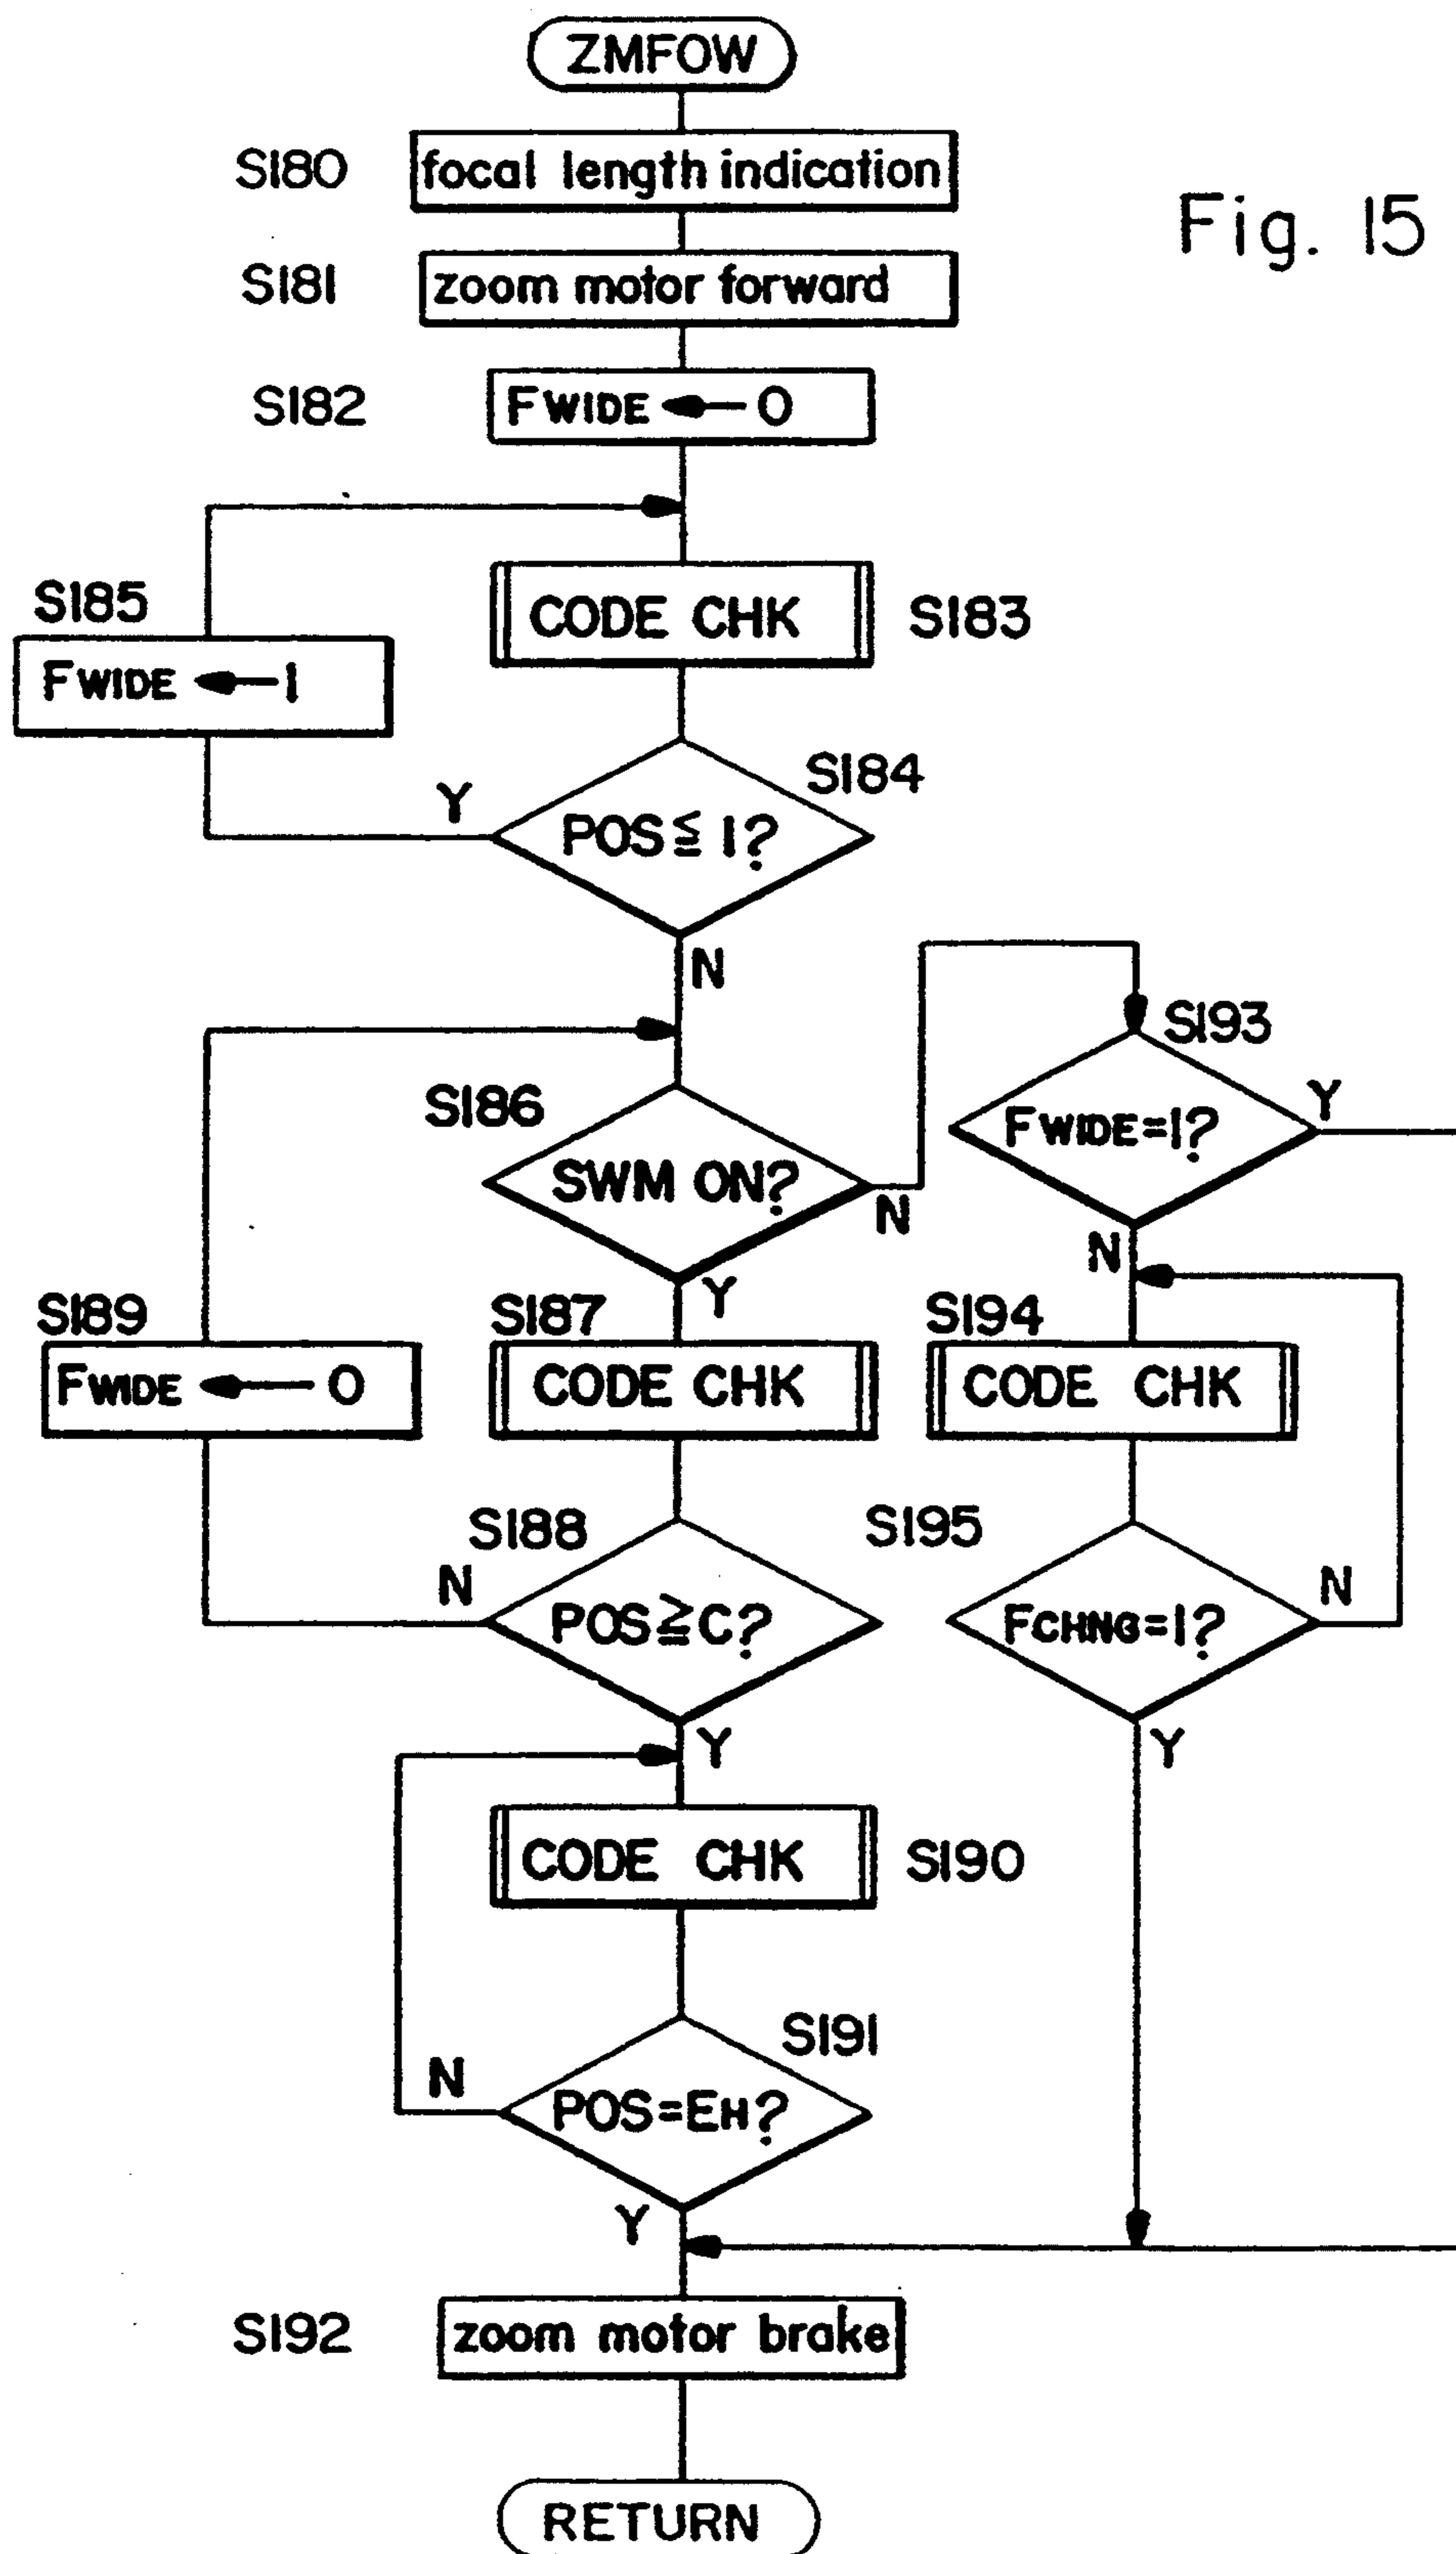 ZMFOW
S180
focal length indication
Fig. 15
S181
zoom motor forward
S182
FWIDE ← 0
S185
CODE CHK
S183
FWIDE ← 1
S184
Y
POS ≦ 1?
N
S193
S186
FWIDE=1?
Y
SWM ON?
N
N
Y
S189
S187
S194
FWIDE ← 0
CODE CHK
CODE CHK
S188
S195
N
POS≧C?
FCHNG=1?
N
Y
Y
CODE CHK
S190
S191
N
POS=EH?
Y
S192
zoom motor brake
RETURN